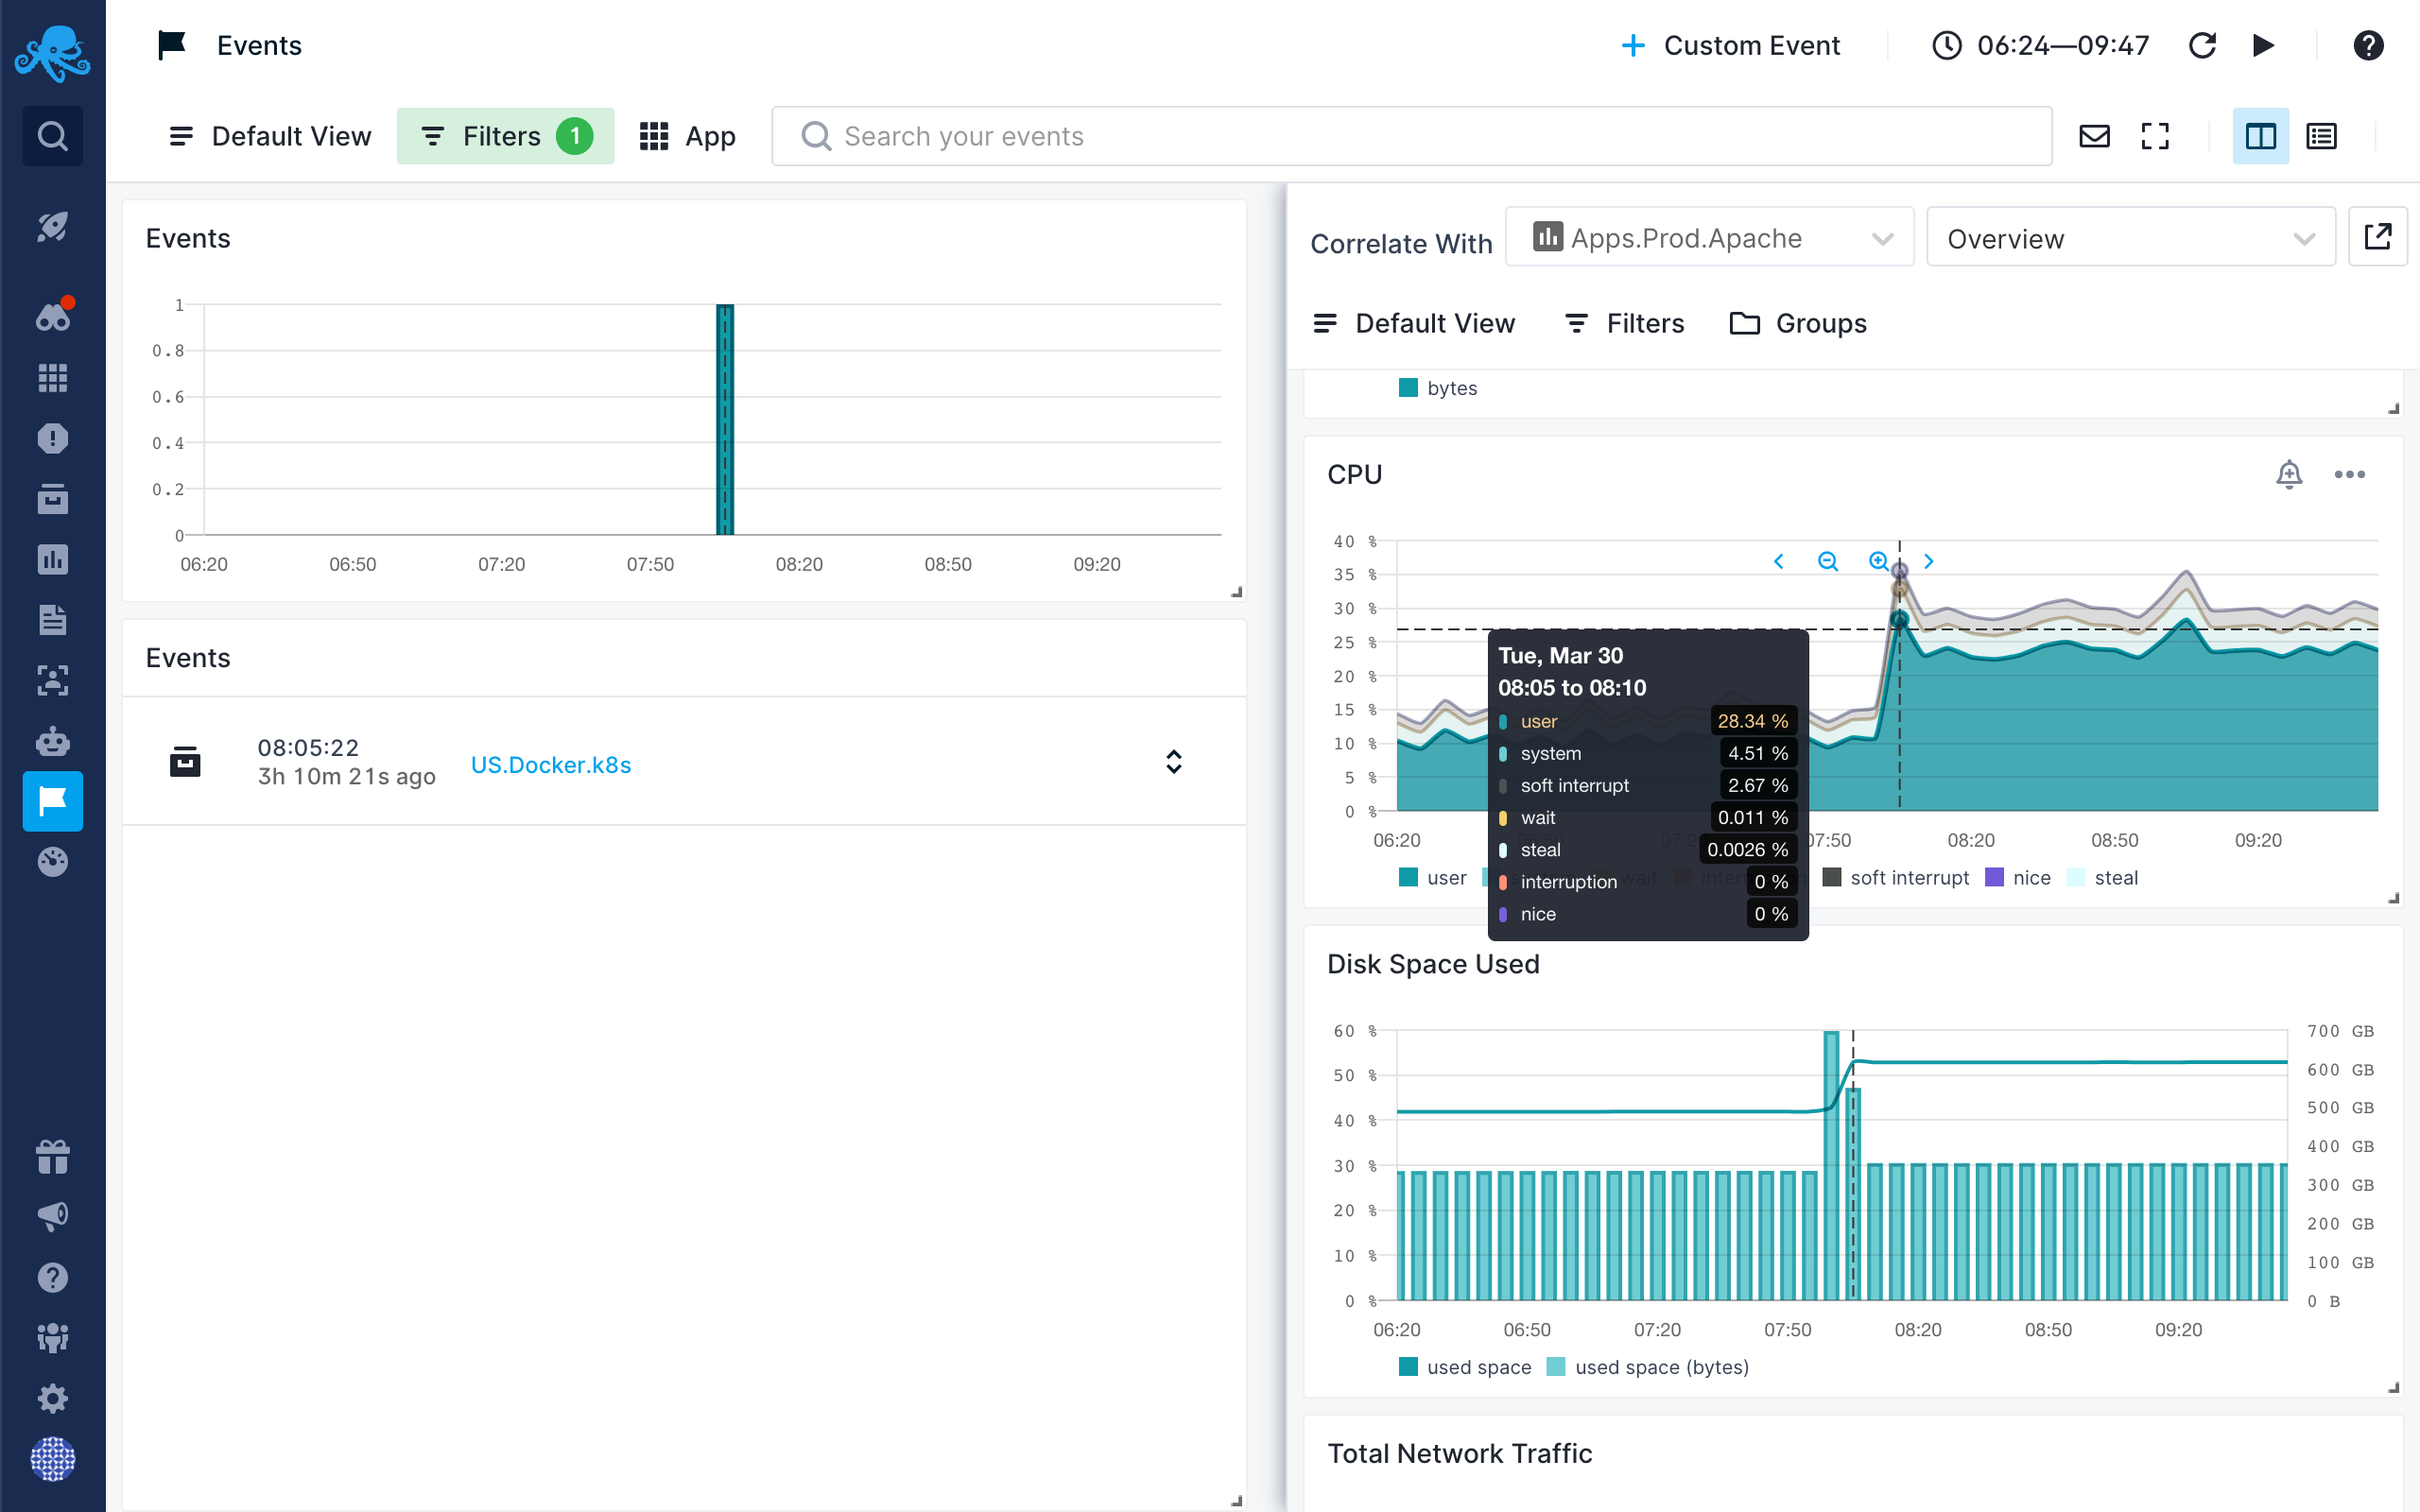 Events
Custom Event
06:24—09:47
Default View
Filters 1
App
Search your events
Events
1
0.8
0.6
0.4
0.2
0
06:20 06:50 07:20 07:50 08:20 08:50 09:20
Events
08:05:22
3h 10m 21s ago
US.Docker.k8s
Correlate With Apps.Prod.Apache Overview
Default View Filters Groups
bytes
CPU
40 %
35 %
30 %
25 %
20 %
15 %
10 %
5 %
0 %
Tue, Mar 30
08:05 to 08:10
user 28.34 %
system 4.51 %
soft interrupt 2.67 %
wait 0.011 %
steal 0.0026 %
interruption 0 %
nice 0 %
06:20 07:50 08:20 08:50 09:20
user wait soft interrupt nice steal
Disk Space Used
60 % 700 GB
50 % 600 GB
40 % 500 GB
30 % 400 GB
20 % 300 GB
10 % 200 GB
0 % 100 GB
0 B
06:20 06:50 07:20 07:50 08:20 08:50 09:20
used space used space (bytes)
Total Network Traffic